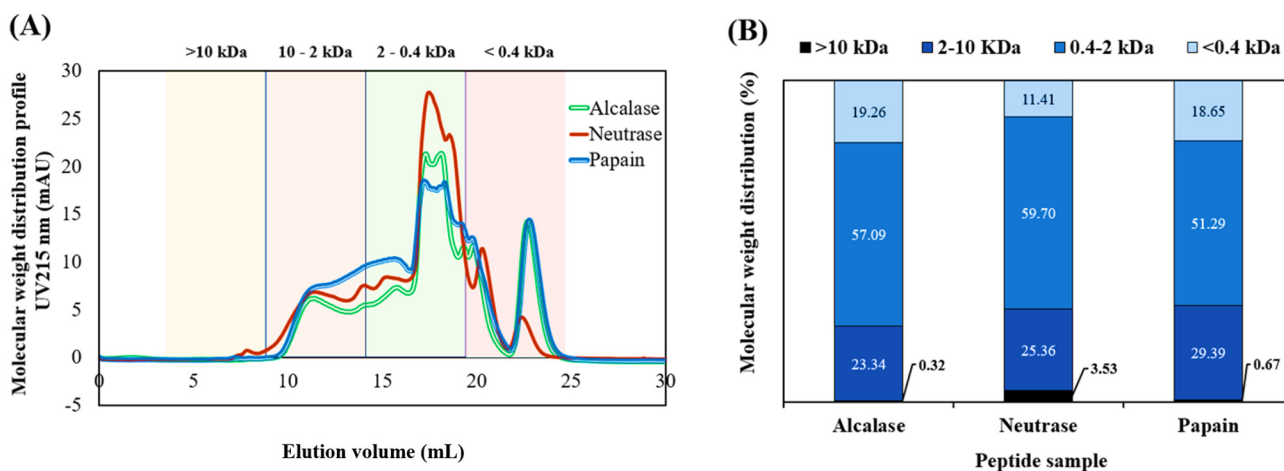 (A)
>10 kDa
10 - 2 kDa
2 - 0.4 kDa
< 0.4 kDa
Molecular weight distribution profile
UV215 nm (mAU)
30
25
20
15
10
5
0
-5
Alcalase
Neutrase
Papain
0
5
10
15
20
25
30
Elution volume (mL)
(B)
>10 kDa
2-10 KDa
0.4-2 kDa
<0.4 kDa
Molecular weight distribution (%)
19.26
57.09
23.34
0.32
11.41
59.70
25.36
3.53
18.65
51.29
29.39
0.67
Alcalase
Neutrase
Papain
Peptide sample